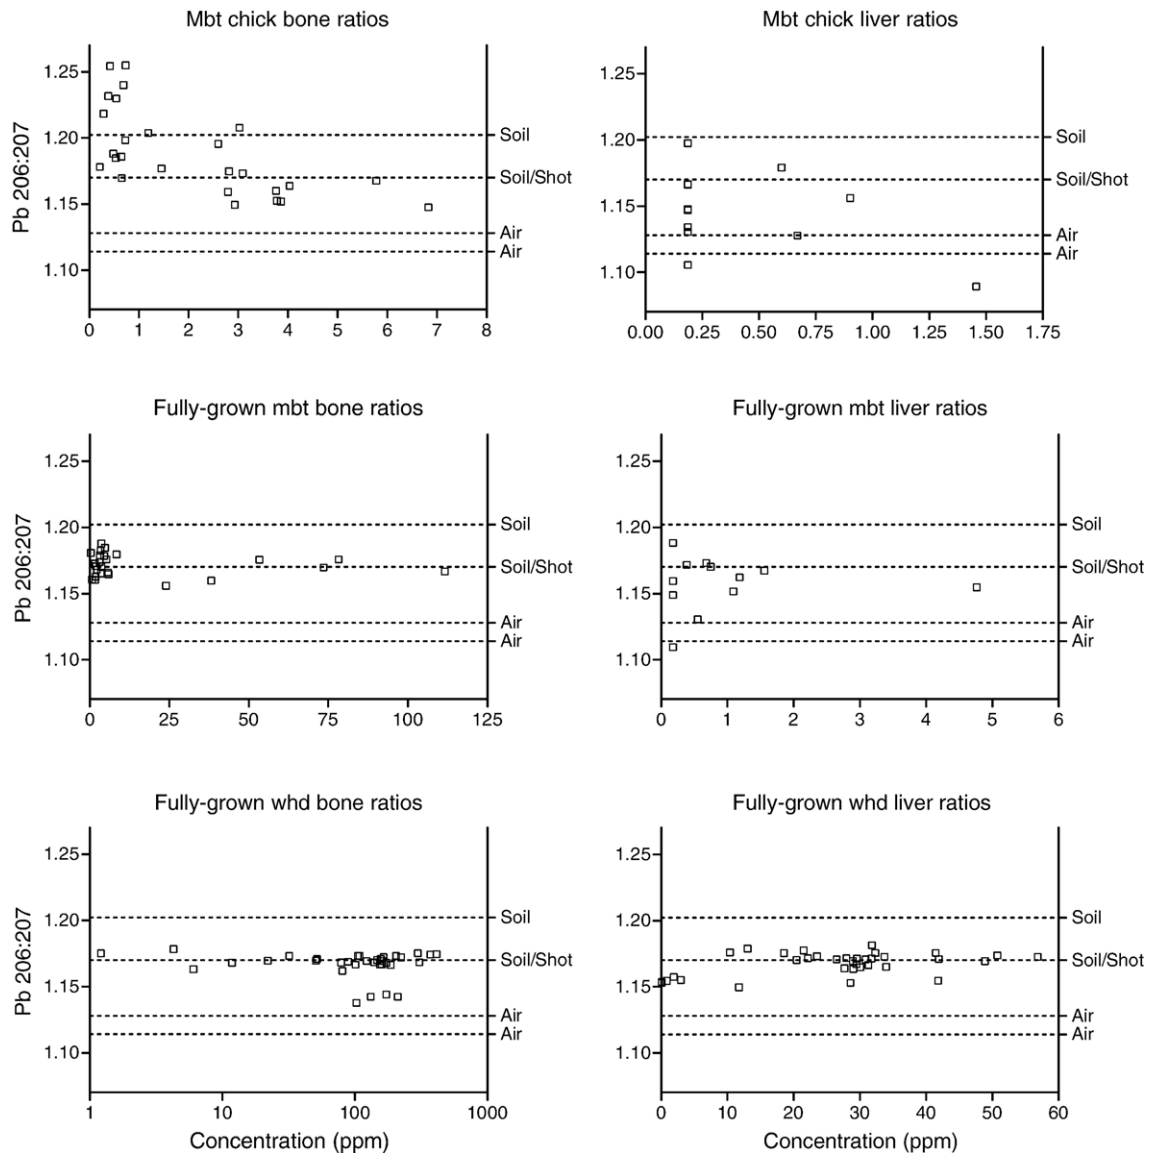 Mbt chick bone ratios
Pb 206:207
1.25
1.20
1.15
1.10
Soil
Soil/Shot
Air
Air
0 1 2 3 4 5 6 7 8
Mbt chick liver ratios
1.25
1.20
1.15
1.10
Soil
Soil/Shot
Air
Air
0.00 0.25 0.50 0.75 1.00 1.25 1.50 1.75
Fully-grown mbt bone ratios
Pb 206:207
1.25
1.20
1.15
1.10
Soil
Soil/Shot
Air
Air
0 25 50 75 100 125
Fully-grown mbt liver ratios
1.25
1.20
1.15
1.10
Soil
Soil/Shot
Air
Air
0 1 2 3 4 5 6
Fully-grown whd bone ratios
Pb 206:207
1.25
1.20
1.15
1.10
Soil
Soil/Shot
Air
Air
1 10 100 1000
Concentration (ppm)
Fully-grown whd liver ratios
1.25
1.20
1.15
1.10
Soil
Soil/Shot
Air
Air
0 10 20 30 40 50 60
Concentration (ppm)